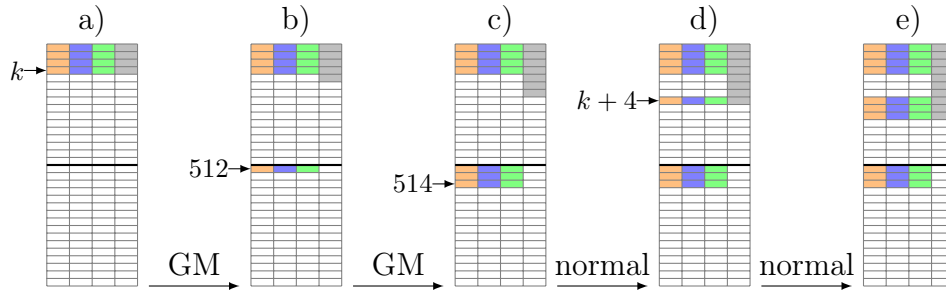 a) b) c) d) e)
k
k + 4
512
514
GM GM normal normal